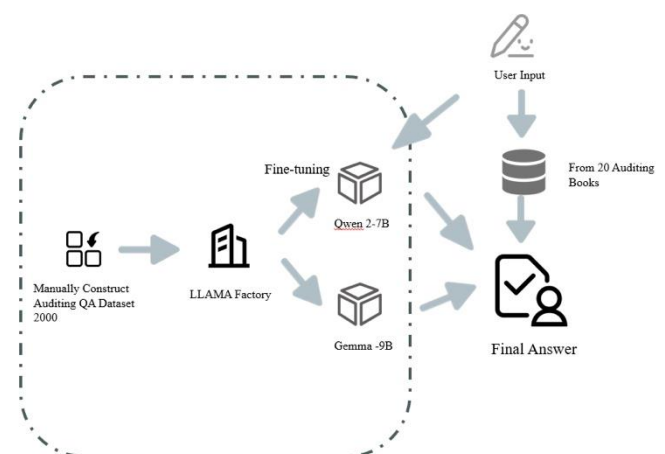 User Input
From 20 Auditing
Books
Fine-tuning
Qwen 2-7B
Manually Construct
Auditing QA Dataset
2000
LLAMA Factory
Gemma -9B
Final Answer